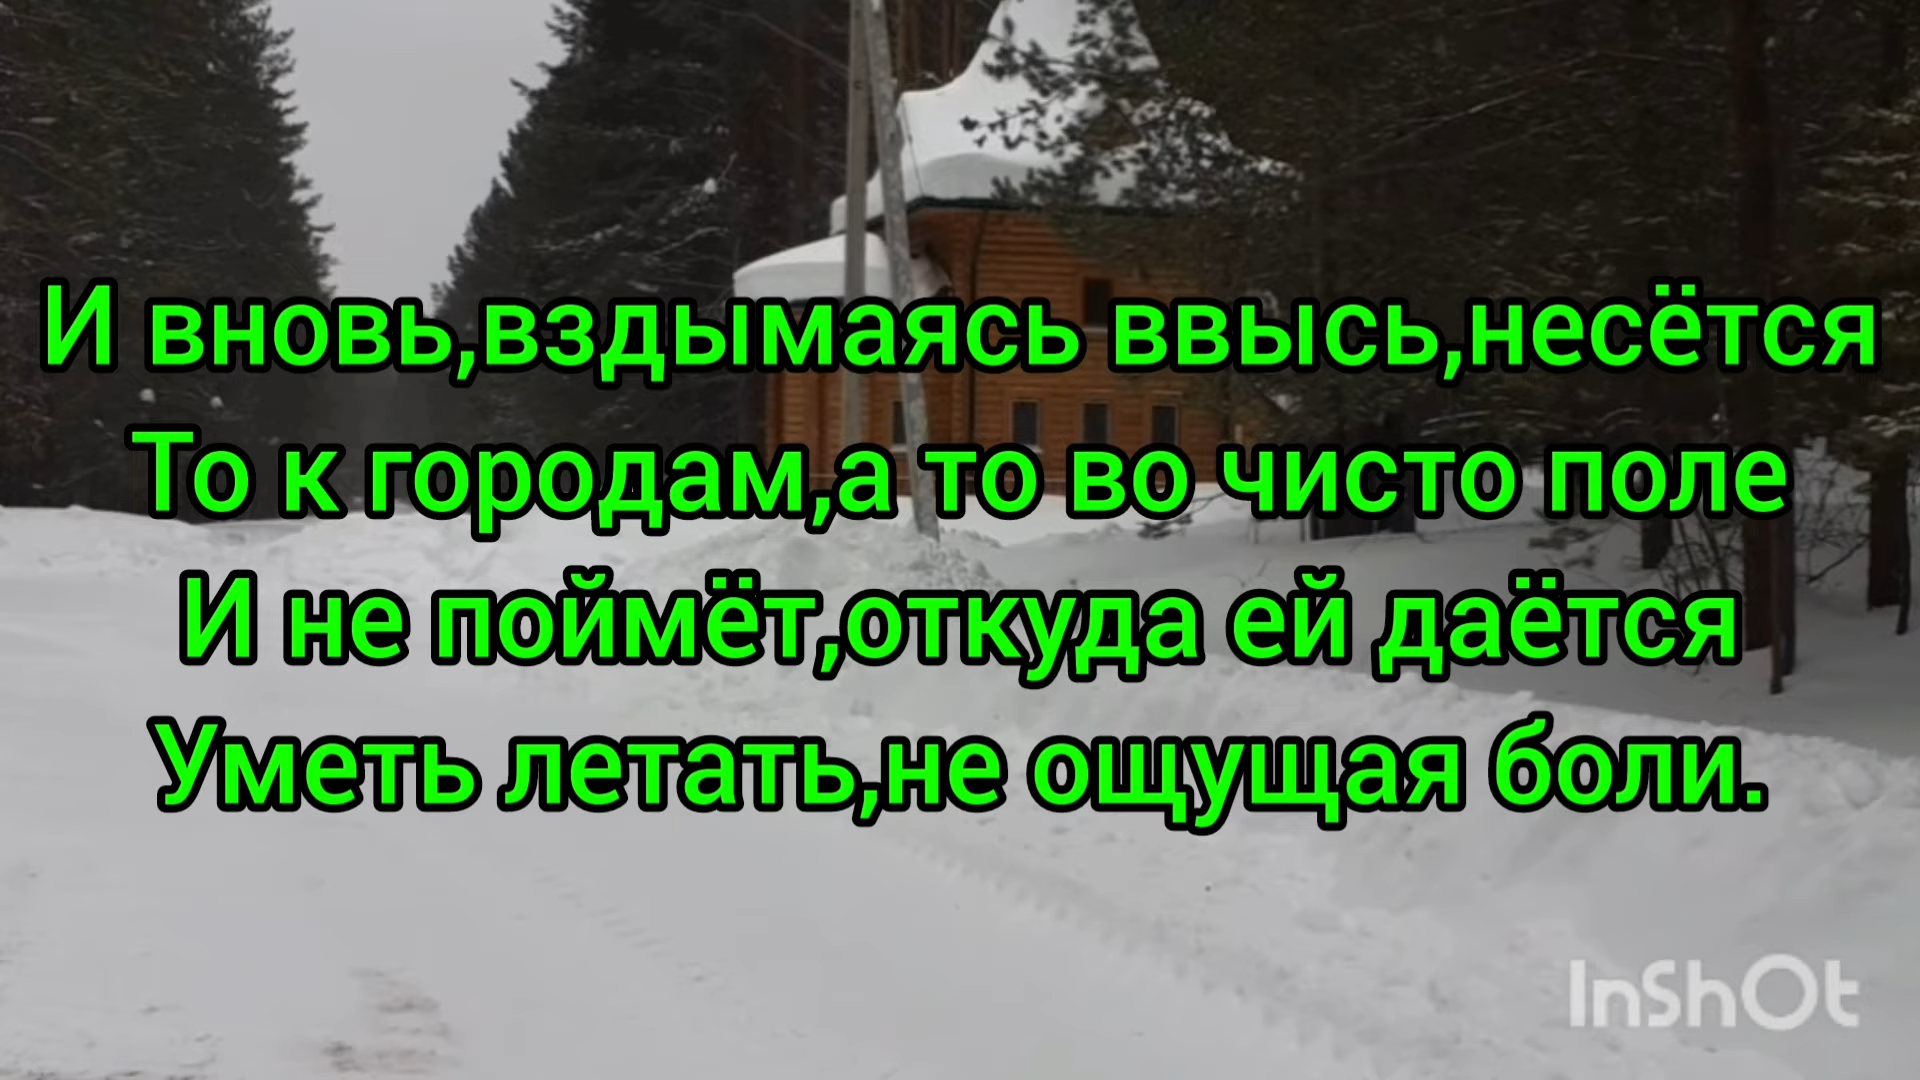 И вновь,вздымаясь ввысь,несётся
То к городам,а то во чисто поле
И не поймёт,откуда ей даётся
Уметь летать,не ощущая боли.
InShOt